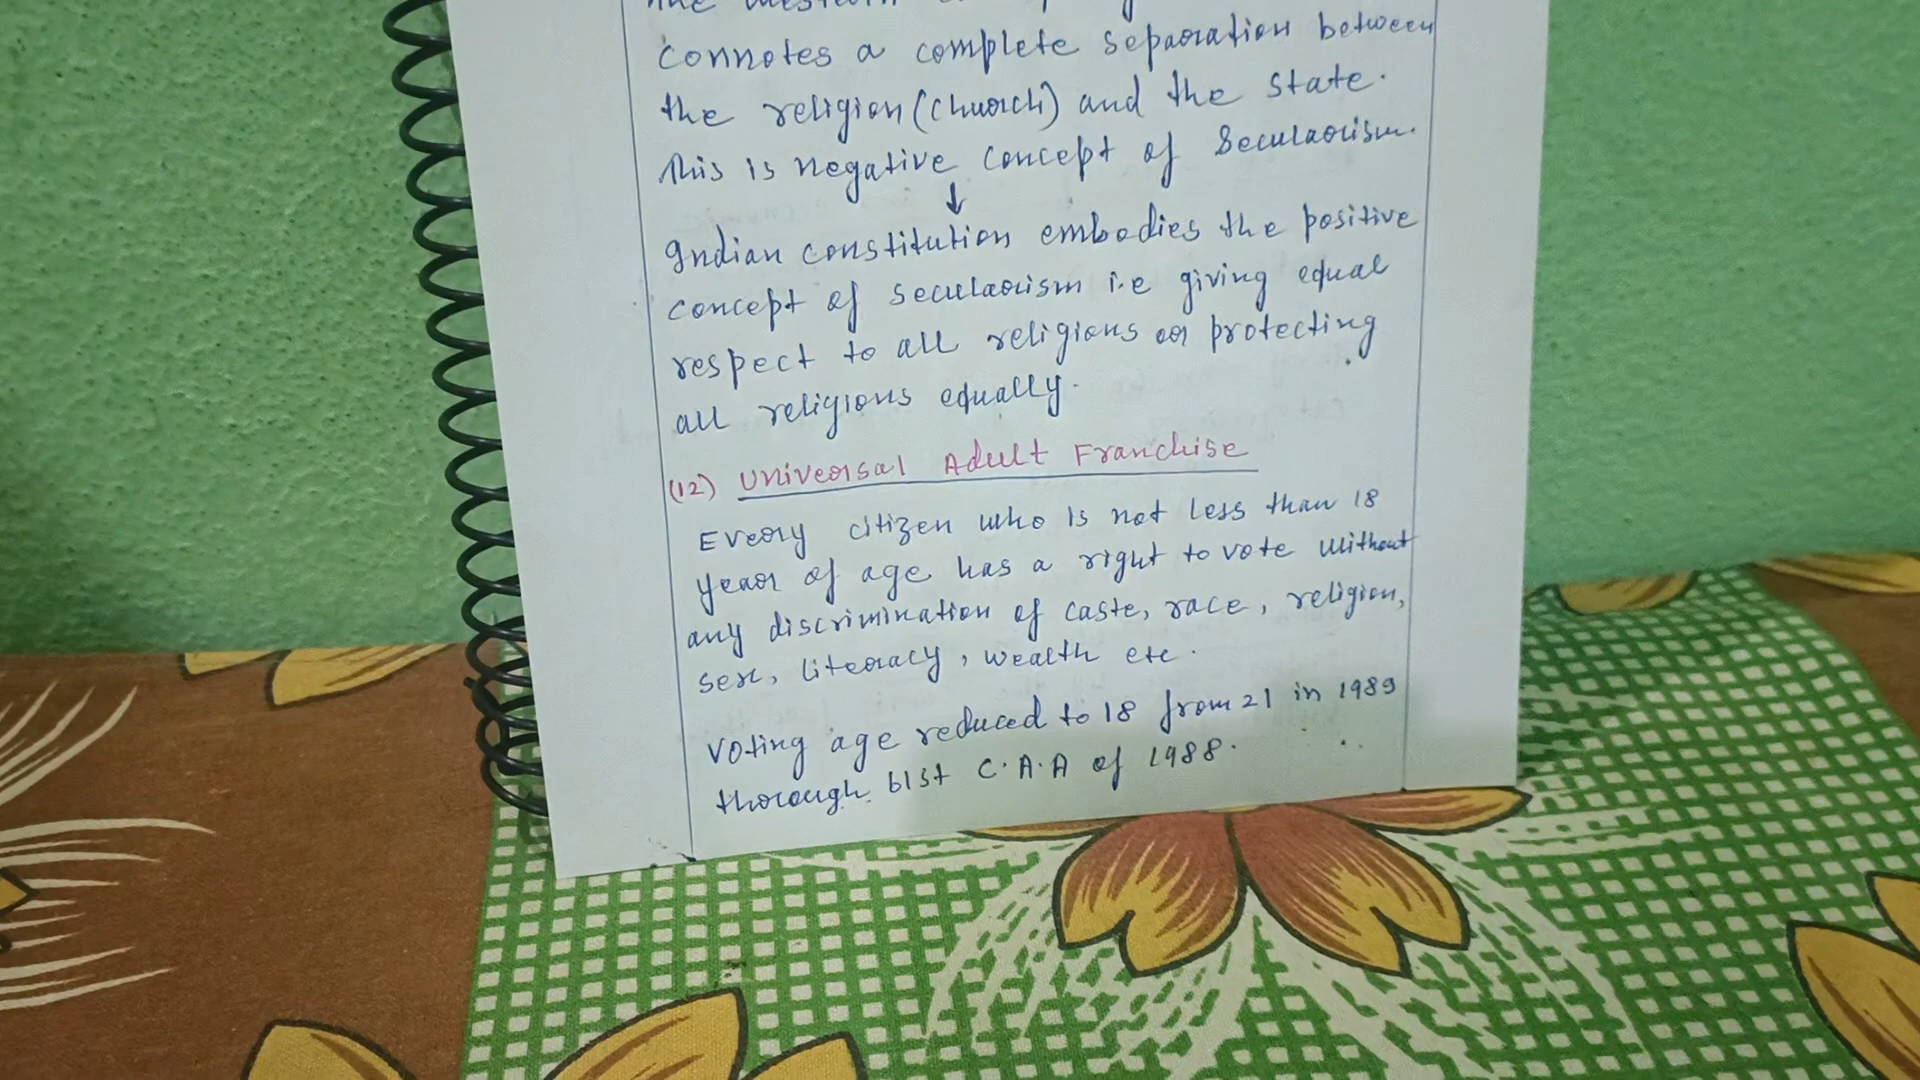 connotes a complete separation between
the religion (church) and the state.
This is negative concept of Secularism.
↓
Indian constitution embodies the positive
concept of secularism i.e giving equal
respect to all religions or protecting
all religions equally.
(12) Universal Adult Franchise
Every citizen who is not less than 18
year of age has a right to vote without
any discrimination of caste, race, religion,
sex, literacy, wealth etc.
Voting age reduced to 18 from 21 in 1989
through 61st C.A.A of 1988.